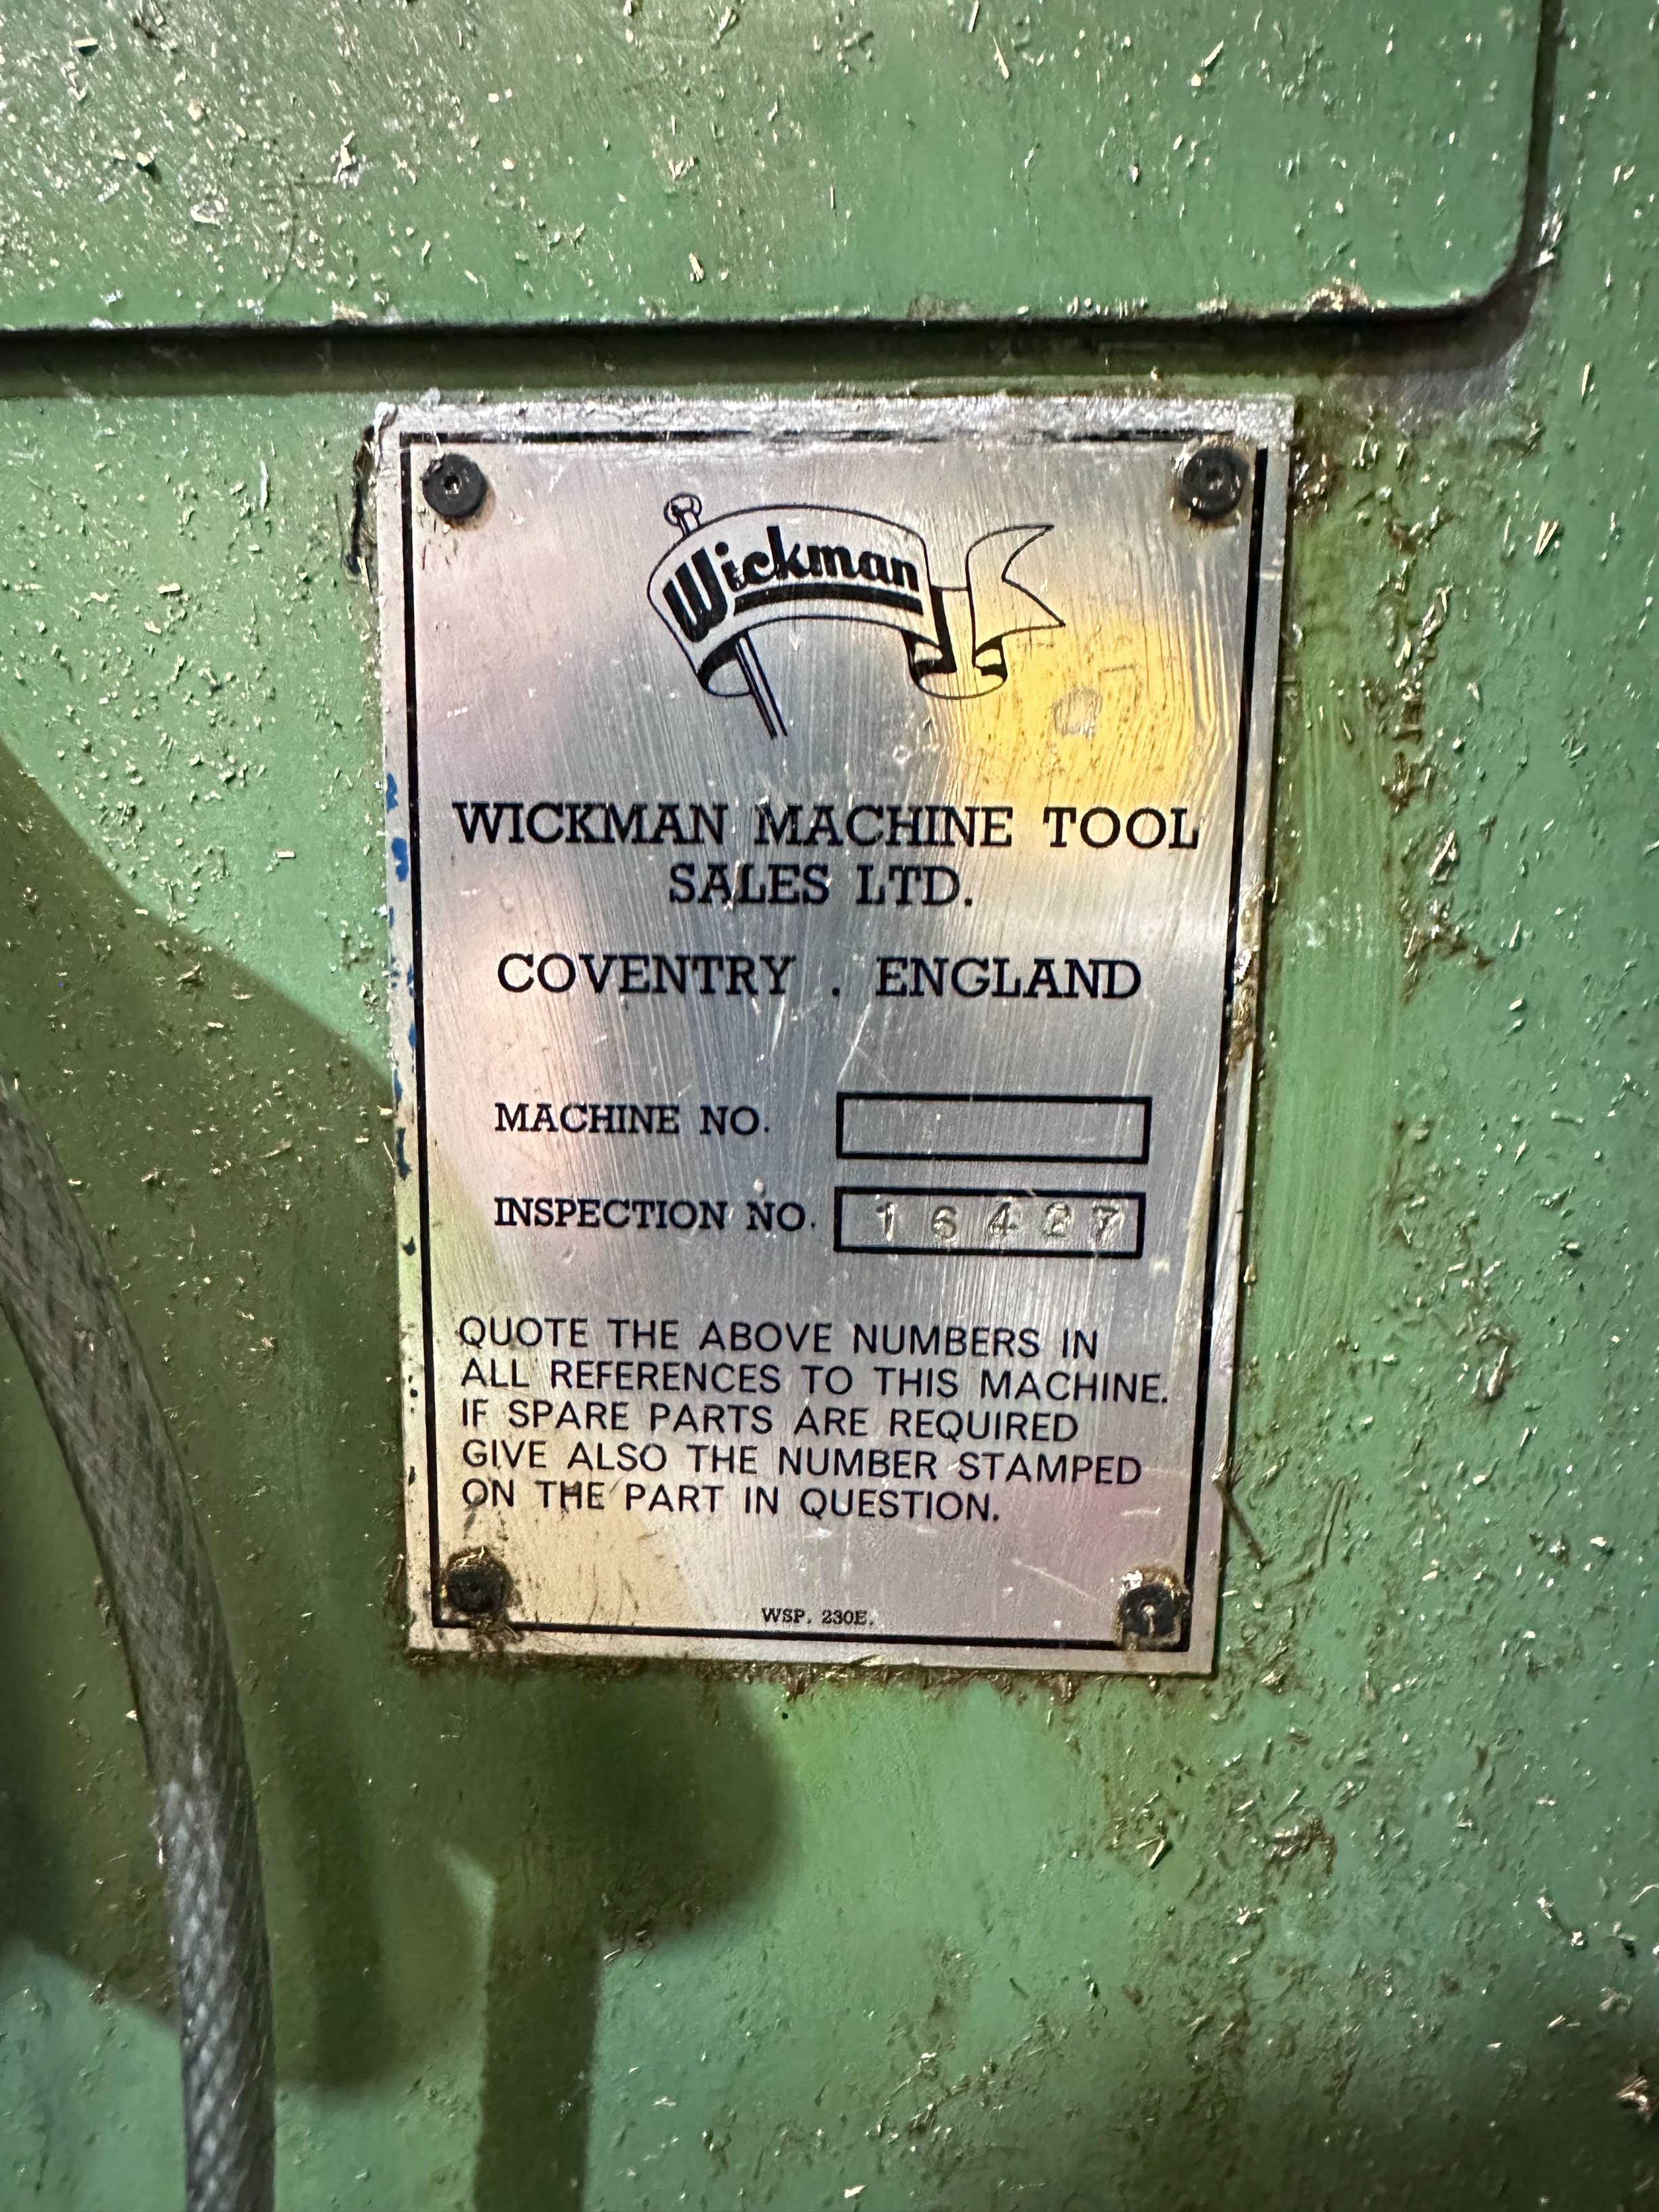 Wickman
WICKMAN MACHINE TOOL
SALES LTD.
COVENTRY . ENGLAND
MACHINE NO.
INSPECTION NO. 16427
QUOTE THE ABOVE NUMBERS IN
ALL REFERENCES TO THIS MACHINE.
IF SPARE PARTS ARE REQUIRED
GIVE ALSO THE NUMBER STAMPED
ON THE PART IN QUESTION.
WSP. 230E.